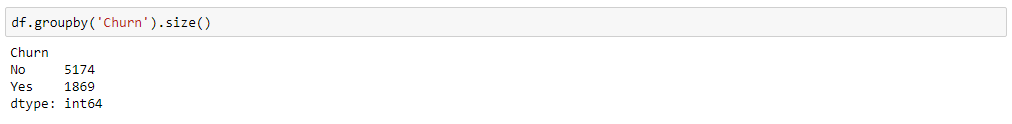 df.groupby('Churn').size()
Churn
No     5174
Yes    1869
dtype: int64